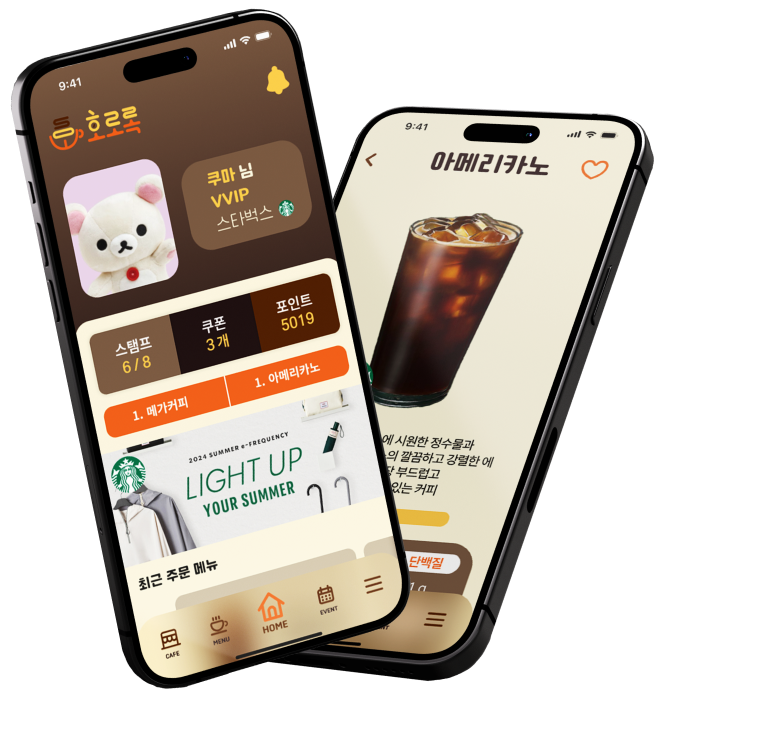 9:41
호로록
쿠마 님
VVIP
스타벅스
스탬프
6 / 8
쿠폰
3 개
포인트
5019
1. 메가커피
1. 아메리카노
2024 SUMMER e-FREQUENCY
LIGHT UP
YOUR SUMMER
최근 주문 메뉴
CAFE
MENU
HOME
EVENT
9:41
아메리카노
에 시원한 정수물과
의 깔끔하고 강렬한 에
부드럽고
있는 커피
단백질